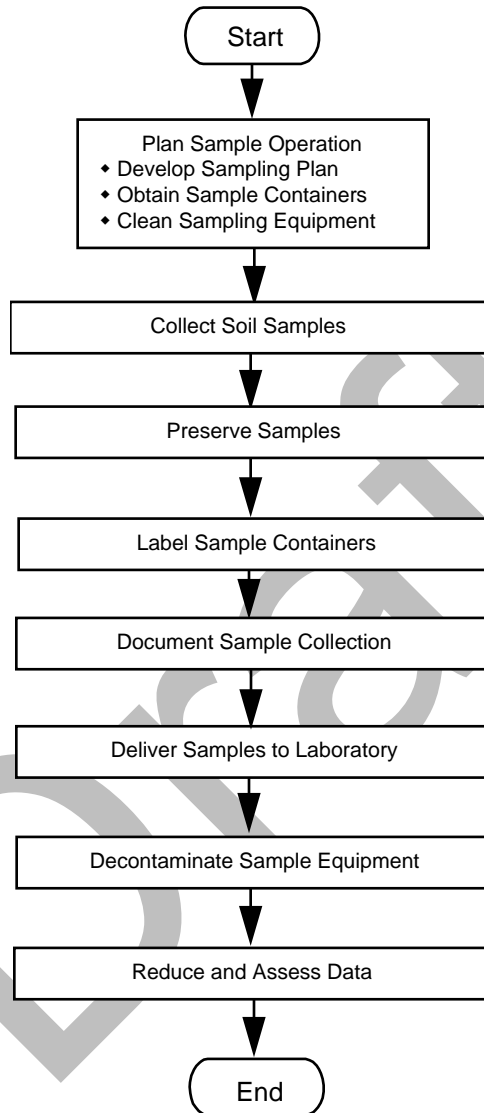 Start
Plan Sample Operation
◆ Develop Sampling Plan
◆ Obtain Sample Containers
◆ Clean Sampling Equipment
Collect Soil Samples
Preserve Samples
Label Sample Containers
Document Sample Collection
Deliver Samples to Laboratory
Decontaminate Sample Equipment
Reduce and Assess Data
End
Draft